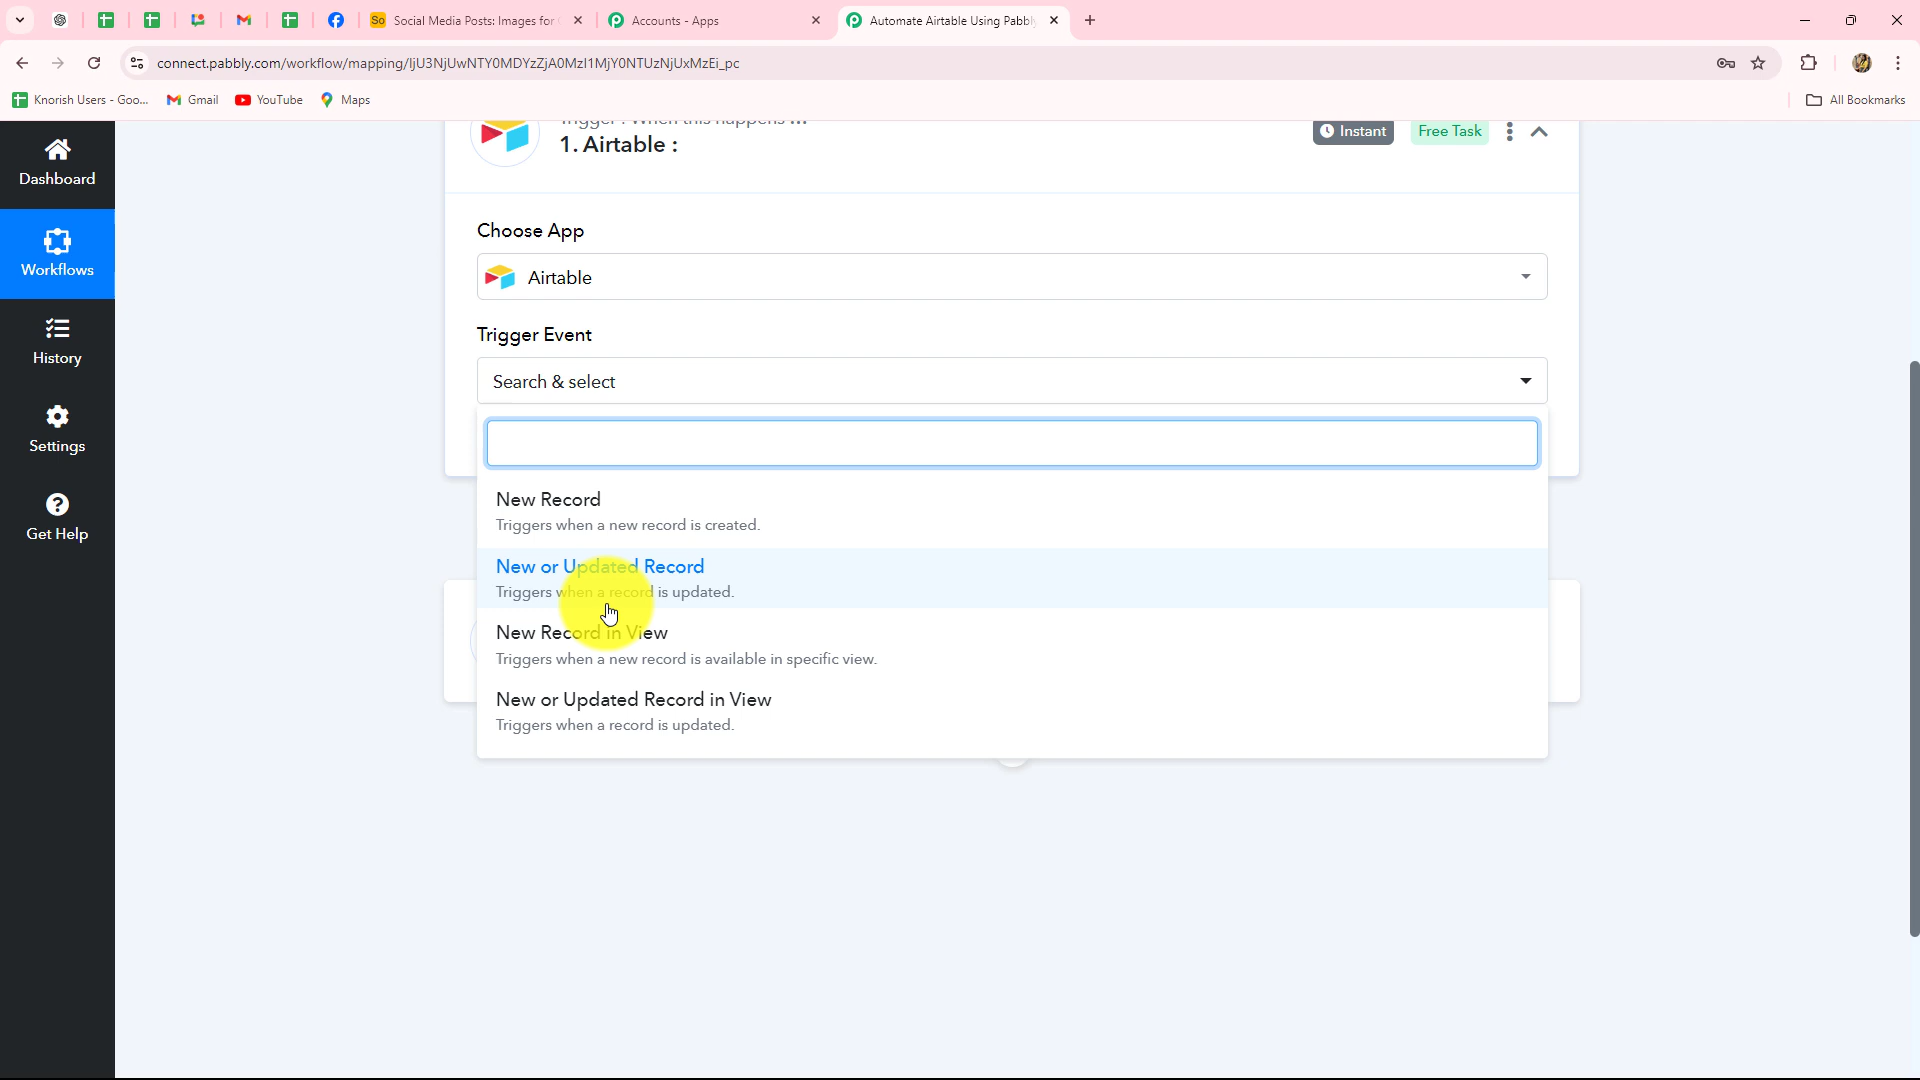 Social Media Posts: Images for
Accounts - Apps
Automate Airtable Using Pabbl
connect.pabbly.com/workflow/mapping/IjU3NjUwNTY0MDYzZjA0MzI1MjY0NTUzNjUxMzEi_pc
Knorish Users - Goo...
Gmail
YouTube
Maps
All Bookmarks
Dashboard
Workflows
History
Settings
Get Help
Trigger : When this happens ...
1. Airtable :
Instant
Free Task
Choose App
Airtable
Trigger Event
Search & select
New Record
Triggers when a new record is created.
New or Updated Record
Triggers when a record is updated.
New Record in View
Triggers when a new record is available in specific view.
New or Updated Record in View
Triggers when a record is updated.